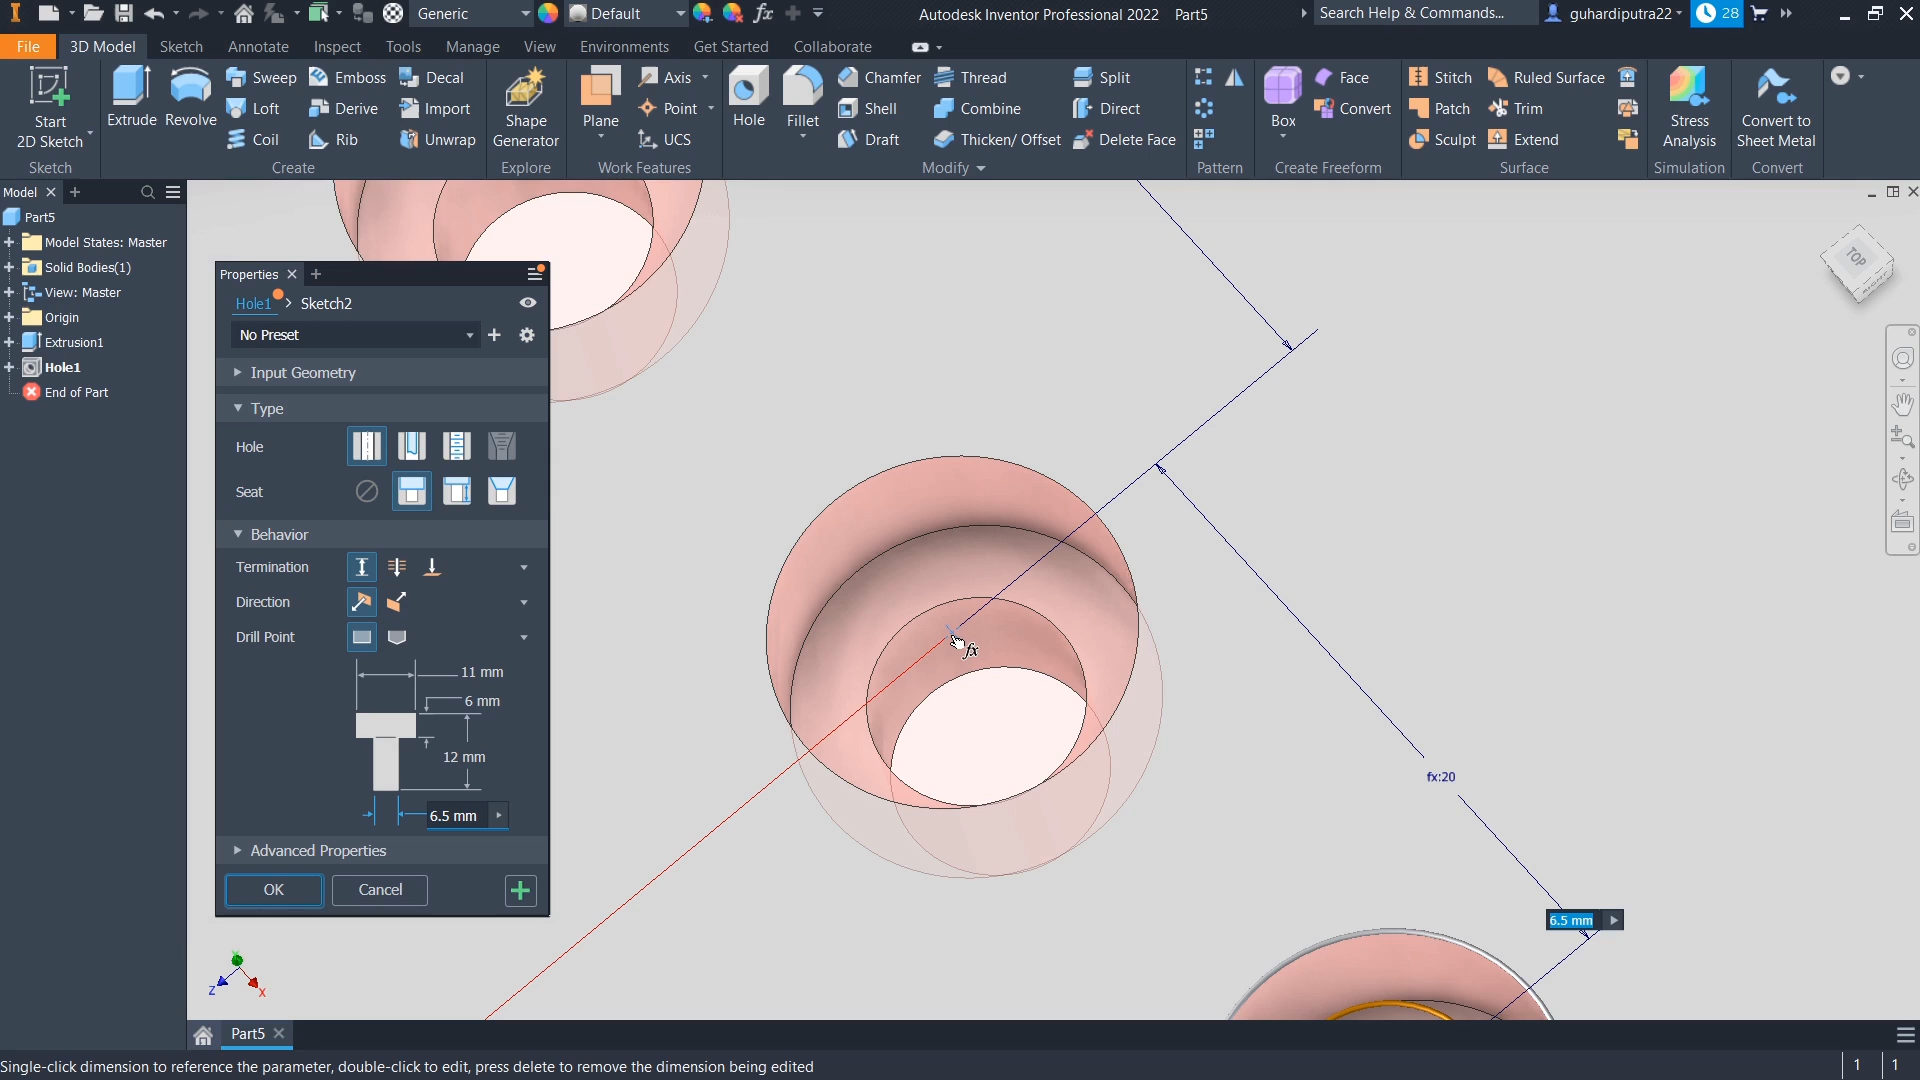 Generic
Default
Autodesk Inventor Professional 2022 Part5
Search Help & Commands...
guhardiputra22
28
File
3D Model
Sketch
Annotate
Inspect
Tools
Manage
View
Environments
Get Started
Collaborate
Start
2D Sketch
Sketch
Extrude
Revolve
Sweep
Loft
Coil
Emboss
Derive
Rib
Decal
Import
Unwrap
Create
Shape
Generator
Explore
Plane
Axis
Point
UCS
Work Features
Hole
Fillet
Chamfer
Shell
Draft
Thread
Combine
Thicken/ Offset
Split
Direct
Delete Face
Modify
Pattern
Box
Face
Convert
Create Freeform
Stitch
Patch
Sculpt
Ruled Surface
Trim
Extend
Surface
Stress
Analysis
Simulation
Convert to
Sheet Metal
Convert
Model
Part5
Model States: Master
Solid Bodies(1)
View: Master
Origin
Extrusion1
Hole1
End of Part
Properties
Hole1 > Sketch2
No Preset
Input Geometry
Type
Hole
Seat
Behavior
Termination
Direction
Drill Point
11 mm
6 mm
12 mm
6.5 mm
Advanced Properties
OK
Cancel
TOP
fx
fx:20
6.5 mm
Y
Z
X
Part5
Single-click dimension to reference the parameter, double-click to edit, press delete to remove the dimension being edited
1
1